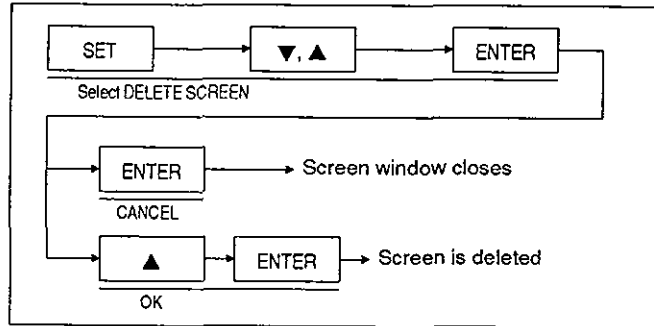 SET ▼, ▲ ENTER
Select DELETE SCREEN
ENTER Screen window closes
CANCEL
▲ ENTER Screen is deleted
OK